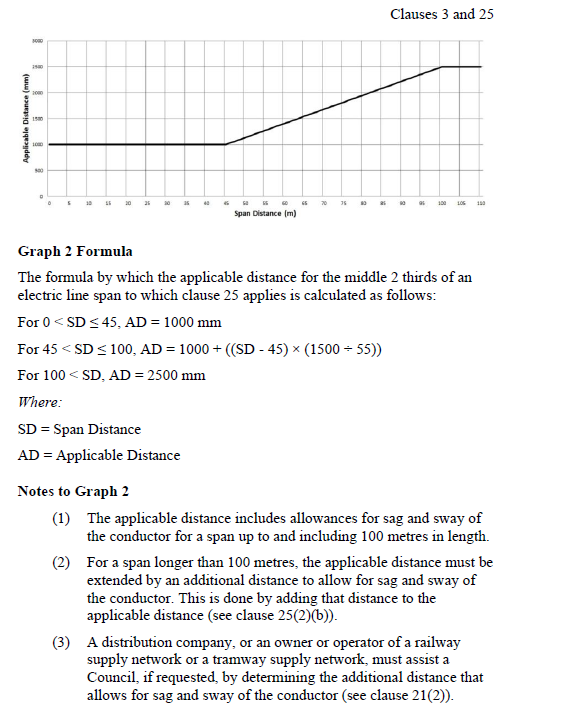 Clauses 3 and 25
3000
2500
2000
1500
1000
500
0
Applicable Distance (mm)
0 5 10 15 20 25 30 35 40 45 50 55 60 65 70 75 80 85 90 95 100 105 110
Span Distance (m)
Graph 2 Formula
The formula by which the applicable distance for the middle 2 thirds of an
electric line span to which clause 25 applies is calculated as follows:
For 0 < SD ≤ 45, AD = 1000 mm
For 45 < SD ≤ 100, AD = 1000 + ((SD - 45) × (1500 ÷ 55))
For 100 < SD, AD = 2500 mm
Where:
SD = Span Distance
AD = Applicable Distance
Notes to Graph 2
(1) The applicable distance includes allowances for sag and sway of
the conductor for a span up to and including 100 metres in length.
(2) For a span longer than 100 metres, the applicable distance must be
extended by an additional distance to allow for sag and sway of
the conductor. This is done by adding that distance to the
applicable distance (see clause 25(2)(b)).
(3) A distribution company, or an owner or operator of a railway
supply network or a tramway supply network, must assist a
Council, if requested, by determining the additional distance that
allows for sag and sway of the conductor (see clause 21(2)).